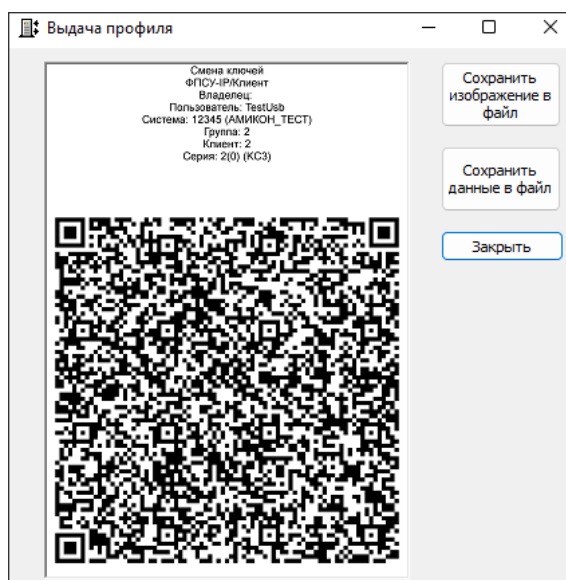 Выдача профиля
Смена ключей
ФПСУ-IP/Клиент
Владелец:
Пользователь: TestUsb
Система: 12345 (АМИКОН_ТЕСТ)
Группа: 2
Клиент: 2
Серия: 2(0) (КС3)
Сохранить
изображение в
файл
Сохранить
данные в файл
Закрыть